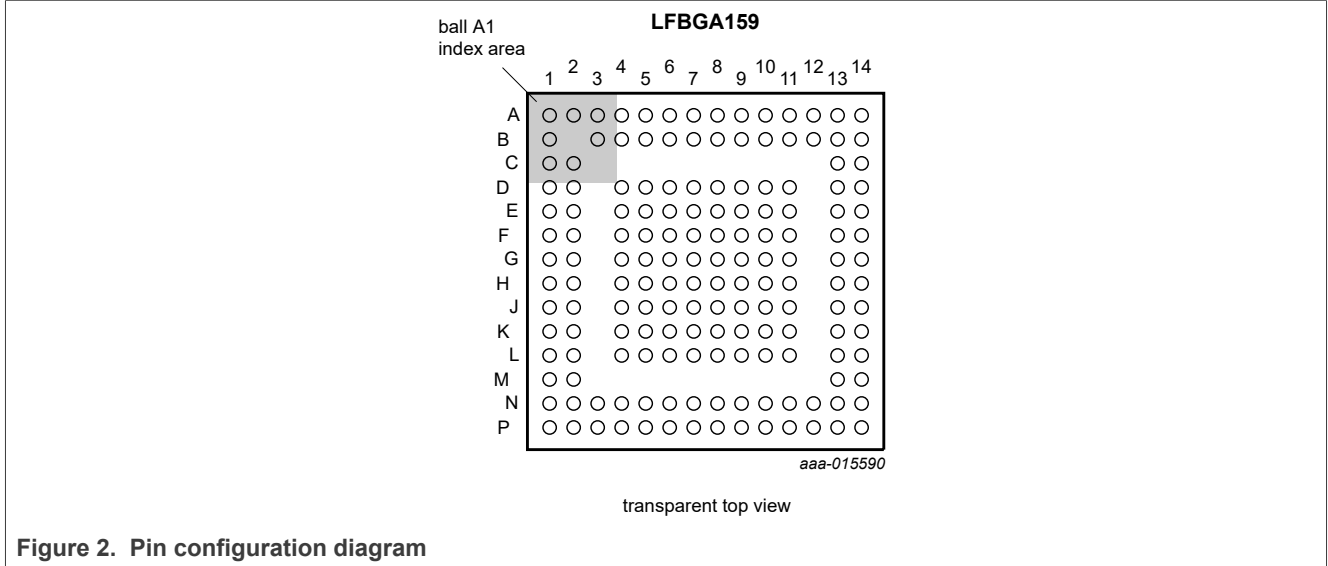 LFBGA159
ball A1
index area
1 2 3 4 5 6 7 8 9 10 11 12 13 14
A
B
C
D
E
F
G
H
J
K
L
M
N
P
aaa-015590
transparent top view
Figure 2. Pin configuration diagram